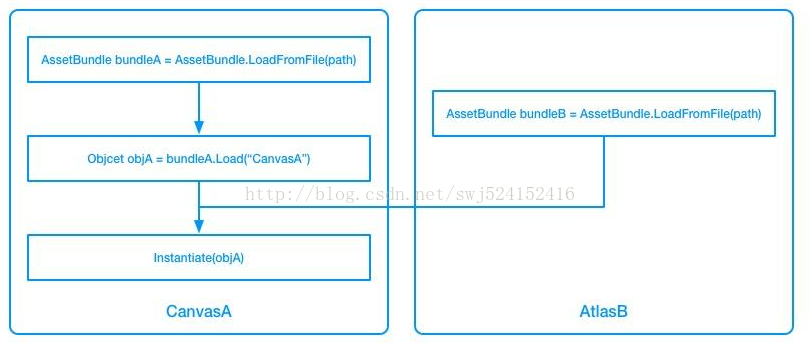 AssetBundle bundleA = AssetBundle.LoadFromFile(path)
AssetBundle bundleB = AssetBundle.LoadFromFile(path)
Objcet objA = bundleA.Load(“CanvasA”)
http://blog.csdn.net/swj524152416
Instantiate(objA)
CanvasA
AtlasB